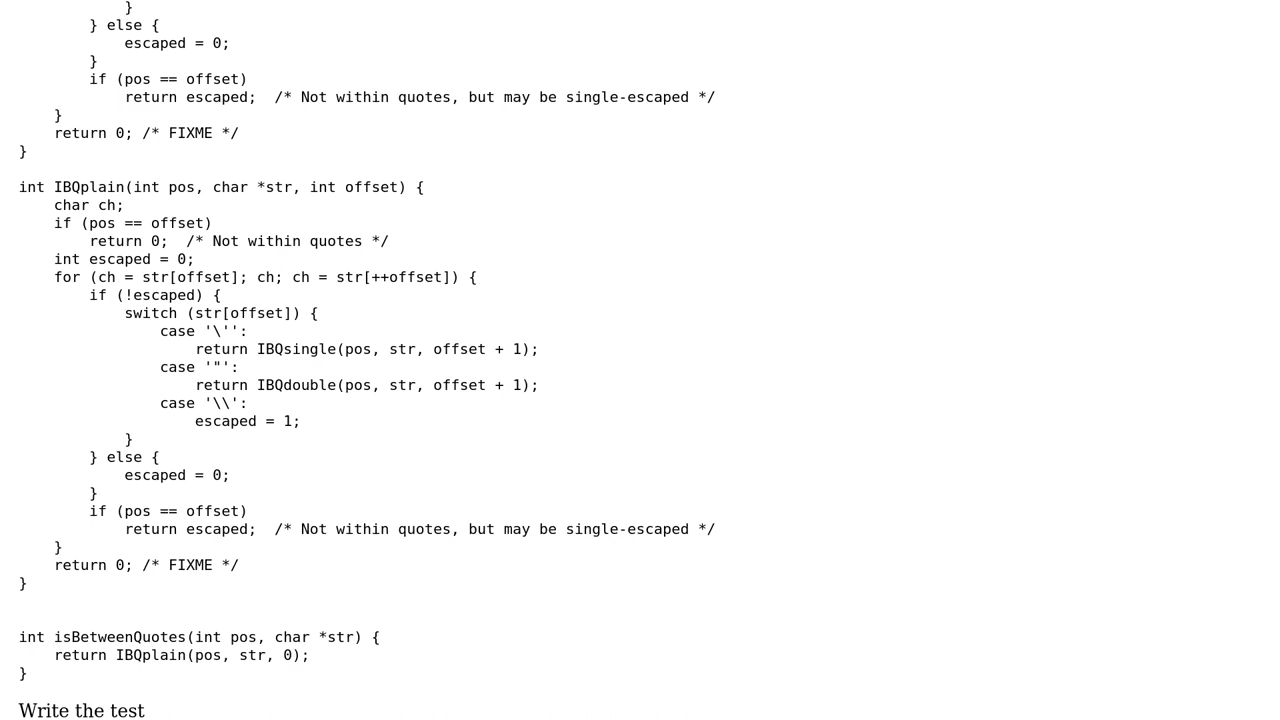 }
        } else {
            escaped = 0;
        }
        if (pos == offset)
            return escaped;  /* Not within quotes, but may be single-escaped */
    }
    return 0; /* FIXME */
}

int IBQplain(int pos, char *str, int offset) {
    char ch;
    if (pos == offset)
        return 0;  /* Not within quotes */
    int escaped = 0;
    for (ch = str[offset]; ch; ch = str[++offset]) {
        if (!escaped) {
            switch (str[offset]) {
                case '\'':
                    return IBQsingle(pos, str, offset + 1);
                case '"':
                    return IBQdouble(pos, str, offset + 1);
                case '\\':
                    escaped = 1;
            }
        } else {
            escaped = 0;
        }
        if (pos == offset)
            return escaped;  /* Not within quotes, but may be single-escaped */
    }
    return 0; /* FIXME */
}


int isBetweenQuotes(int pos, char *str) {
    return IBQplain(pos, str, 0);
}
Write the test